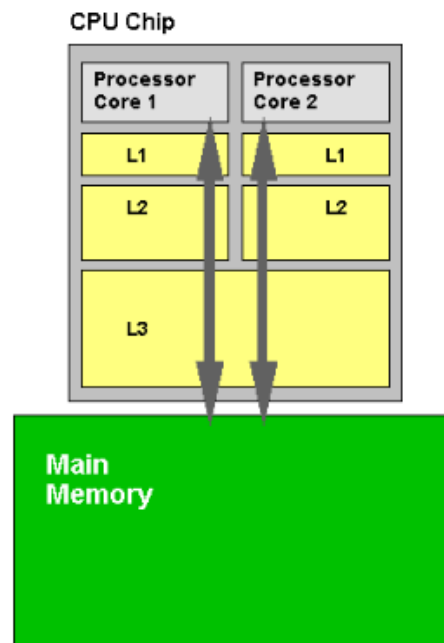 CPU Chip
Processor
Core 1
Processor
Core 2
L1
L1
L2
L2
L3
Main
Memory